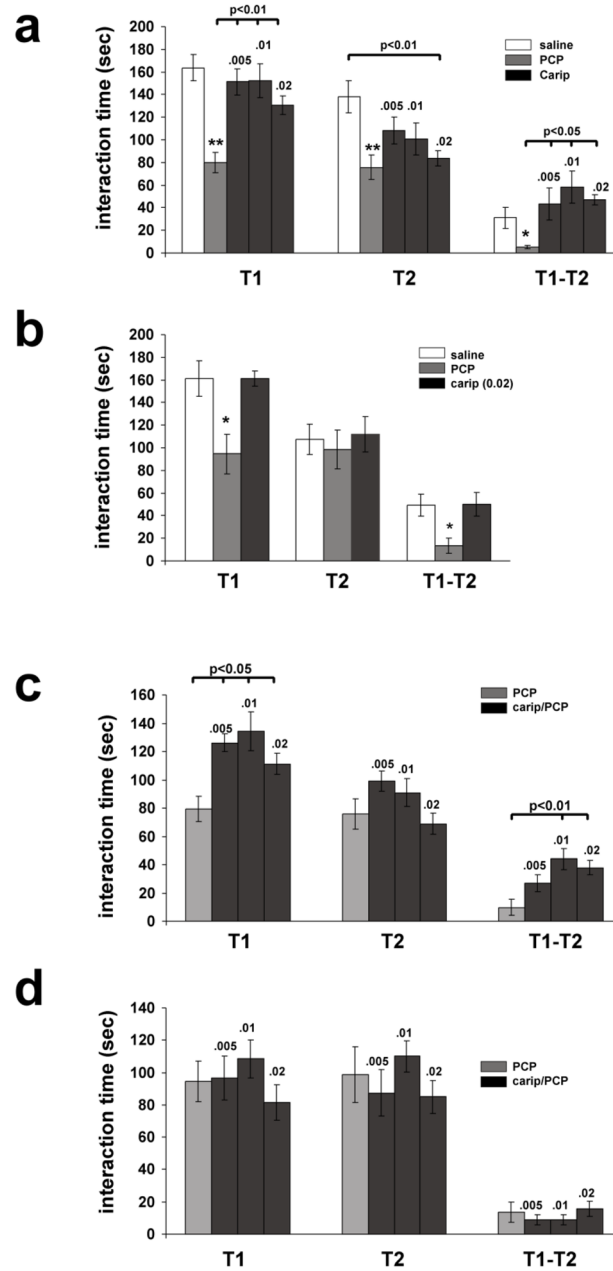 a
p<0.01
.005
.01
.02
**
p<0.01
.005
.01
.02
**
p<0.05
.005
.01
.02
*
saline
PCP
Carip
interaction time (sec)
200
180
160
140
120
100
80
60
40
20
0
T1 T2 T1-T2
b
saline
PCP
carip (0.02)
*
*
interaction time (sec)
200
180
160
140
120
100
80
60
40
20
0
T1 T2 T1-T2
c
p<0.05
.005
.01
.02
.005
.01
.02
p<0.01
.005
.01
.02
PCP
carip/PCP
interaction time (sec)
160
140
120
100
80
60
40
20
0
T1 T2 T1-T2
d
.005
.01
.02
.005
.01
.02
.005
.01
.02
PCP
carip/PCP
interaction time (sec)
140
120
100
80
60
40
20
0
T1 T2 T1-T2